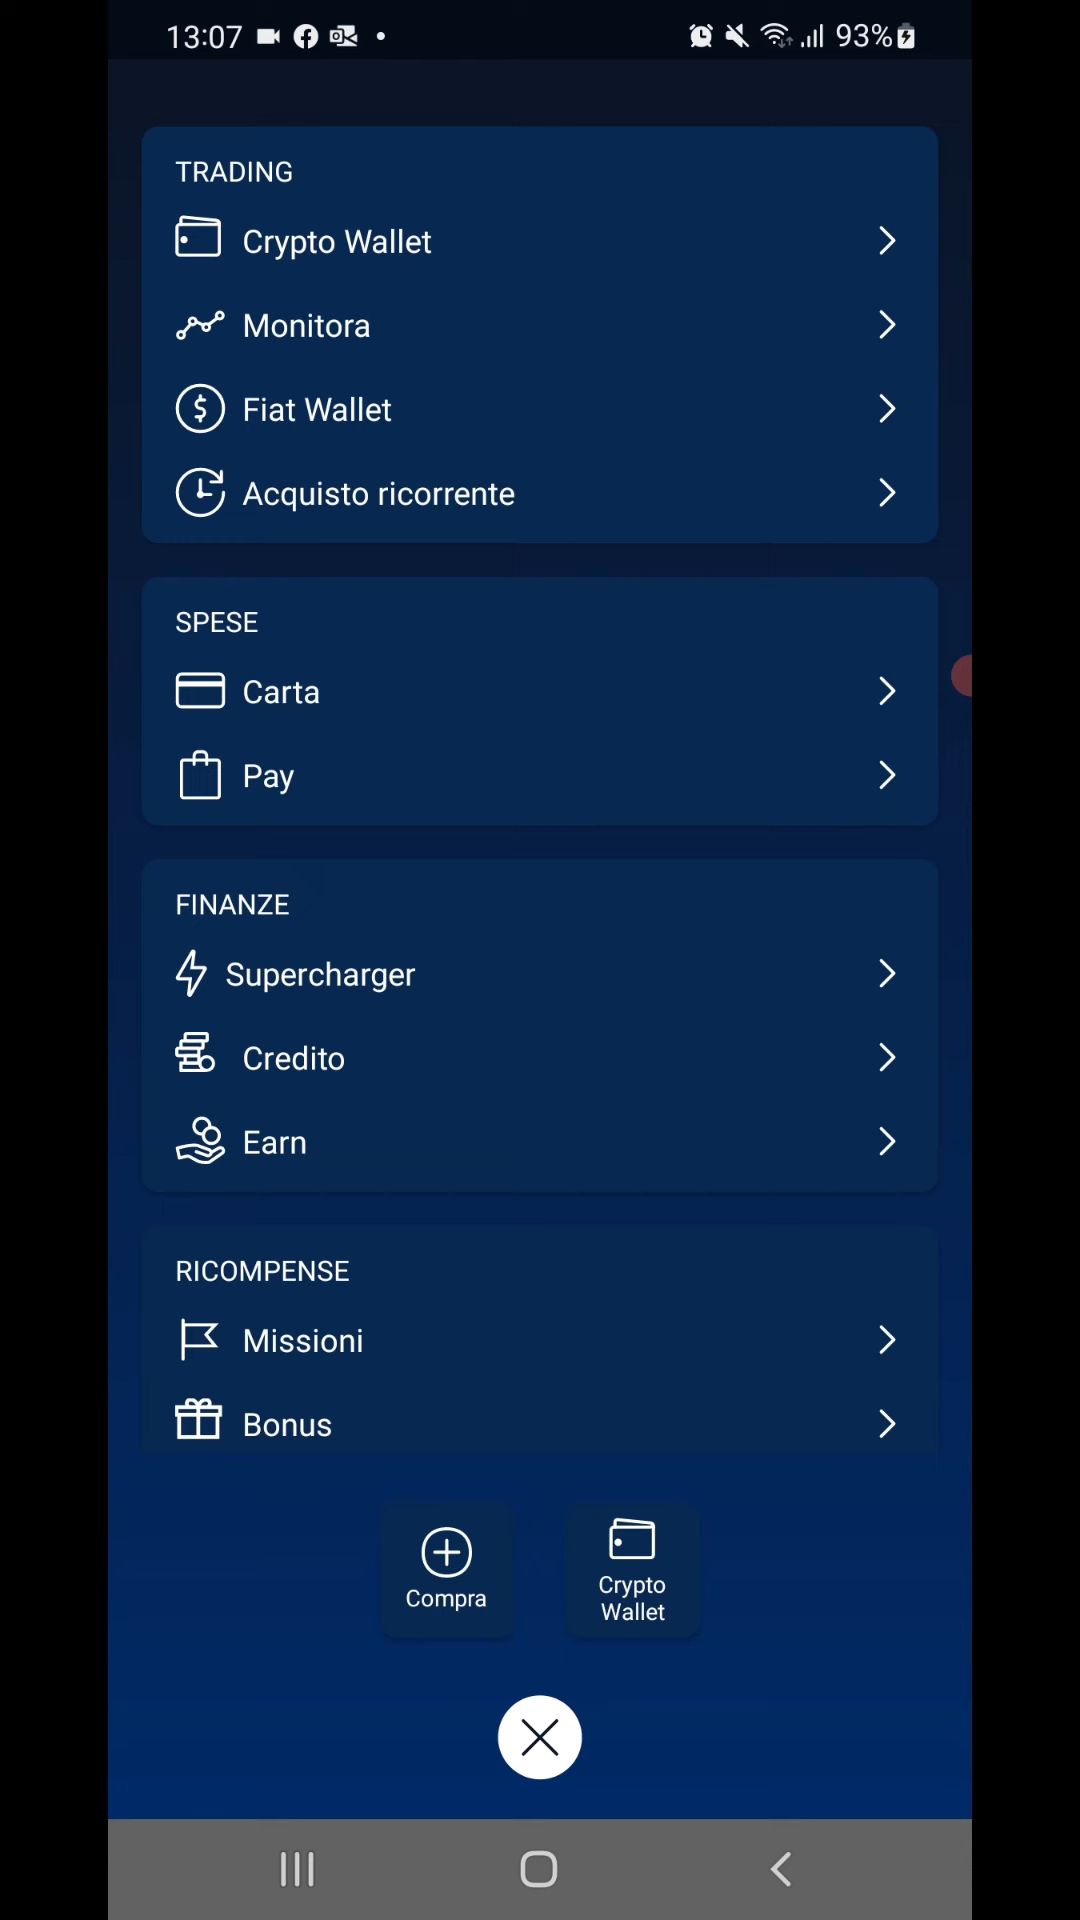 13:07 93%
TRADING
Crypto Wallet
Monitora
Fiat Wallet
Acquisto ricorrente
SPESE
Carta
Pay
FINANZE
Supercharger
Credito
Earn
RICOMPENSE
Missioni
Bonus
Compra
Crypto
Wallet